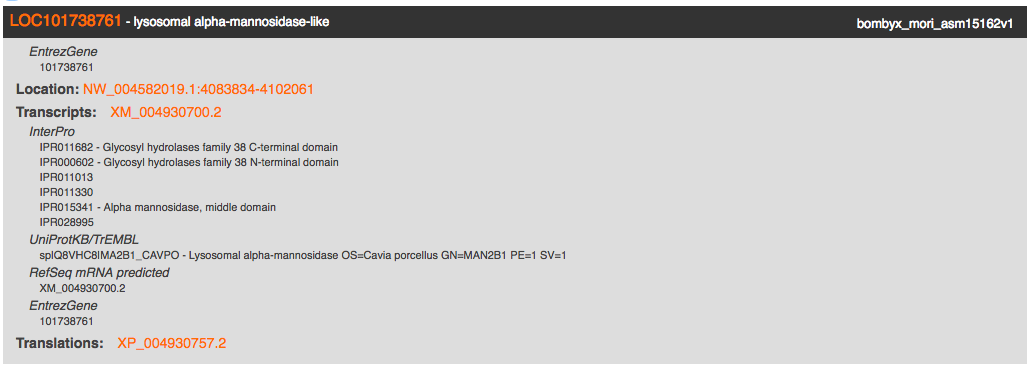 LOC101738761 - lysosomal alpha-mannosidase-like bombyx_mori_asm15162v1
EntrezGene
101738761
Location: NW_004582019.1:4083834-4102061
Transcripts: XM_004930700.2
InterPro
IPR011682 - Glycosyl hydrolases family 38 C-terminal domain
IPR000602 - Glycosyl hydrolases family 38 N-terminal domain
IPR011013
IPR011330
IPR015341 - Alpha mannosidase, middle domain
IPR028995
UniProtKB/TrEMBL
sp|Q8VHC8|MA2B1_CAVPO - Lysosomal alpha-mannosidase OS=Cavia porcellus GN=MAN2B1 PE=1 SV=1
RefSeq mRNA predicted
XM_004930700.2
EntrezGene
101738761
Translations: XP_004930757.2